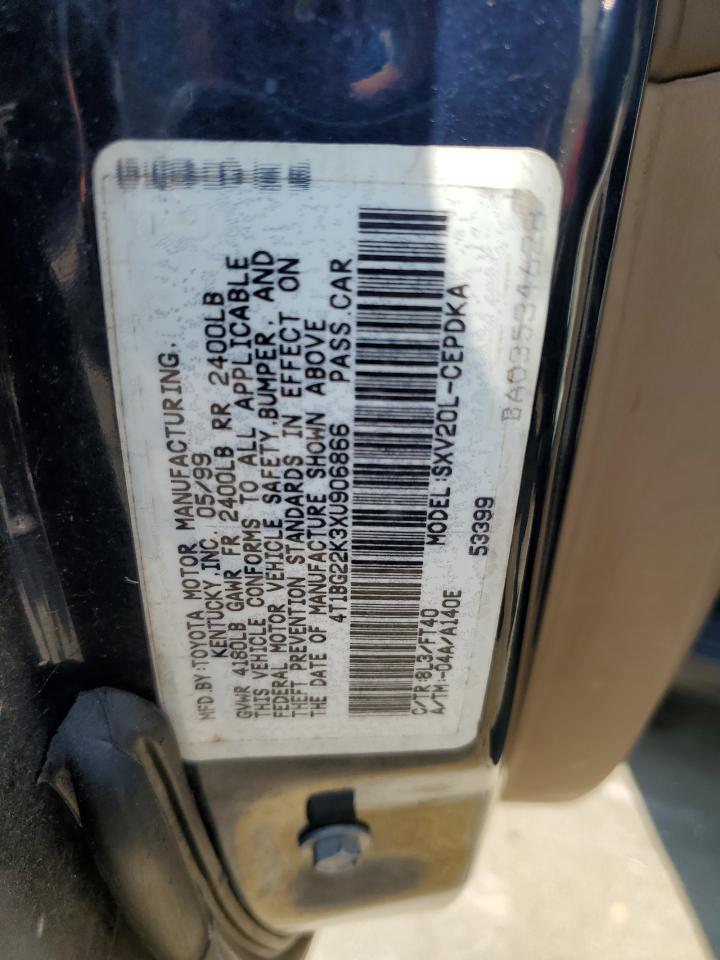 MFD.BY:TOYOTA MOTOR MANUFACTURING,
KENTUCKY,INC. 05/99
GVWR 4180LB GAWR FR 2400LB RR 2400LB
THIS VEHICLE CONFORMS TO ALL APPLICABLE
FEDERAL MOTOR VEHICLE SAFETY,BUMPER, AND
THEFT PREVENTION STANDARDS IN EFFECT ON
THE DATE OF MANUFACTURE SHOWN ABOVE
4T1BG22K3XU906866 PASS.CAR
C/TR:8L3/FT40 MODEL:SXV20L-CEPDKA
A/TM:-04A/A140E 53399